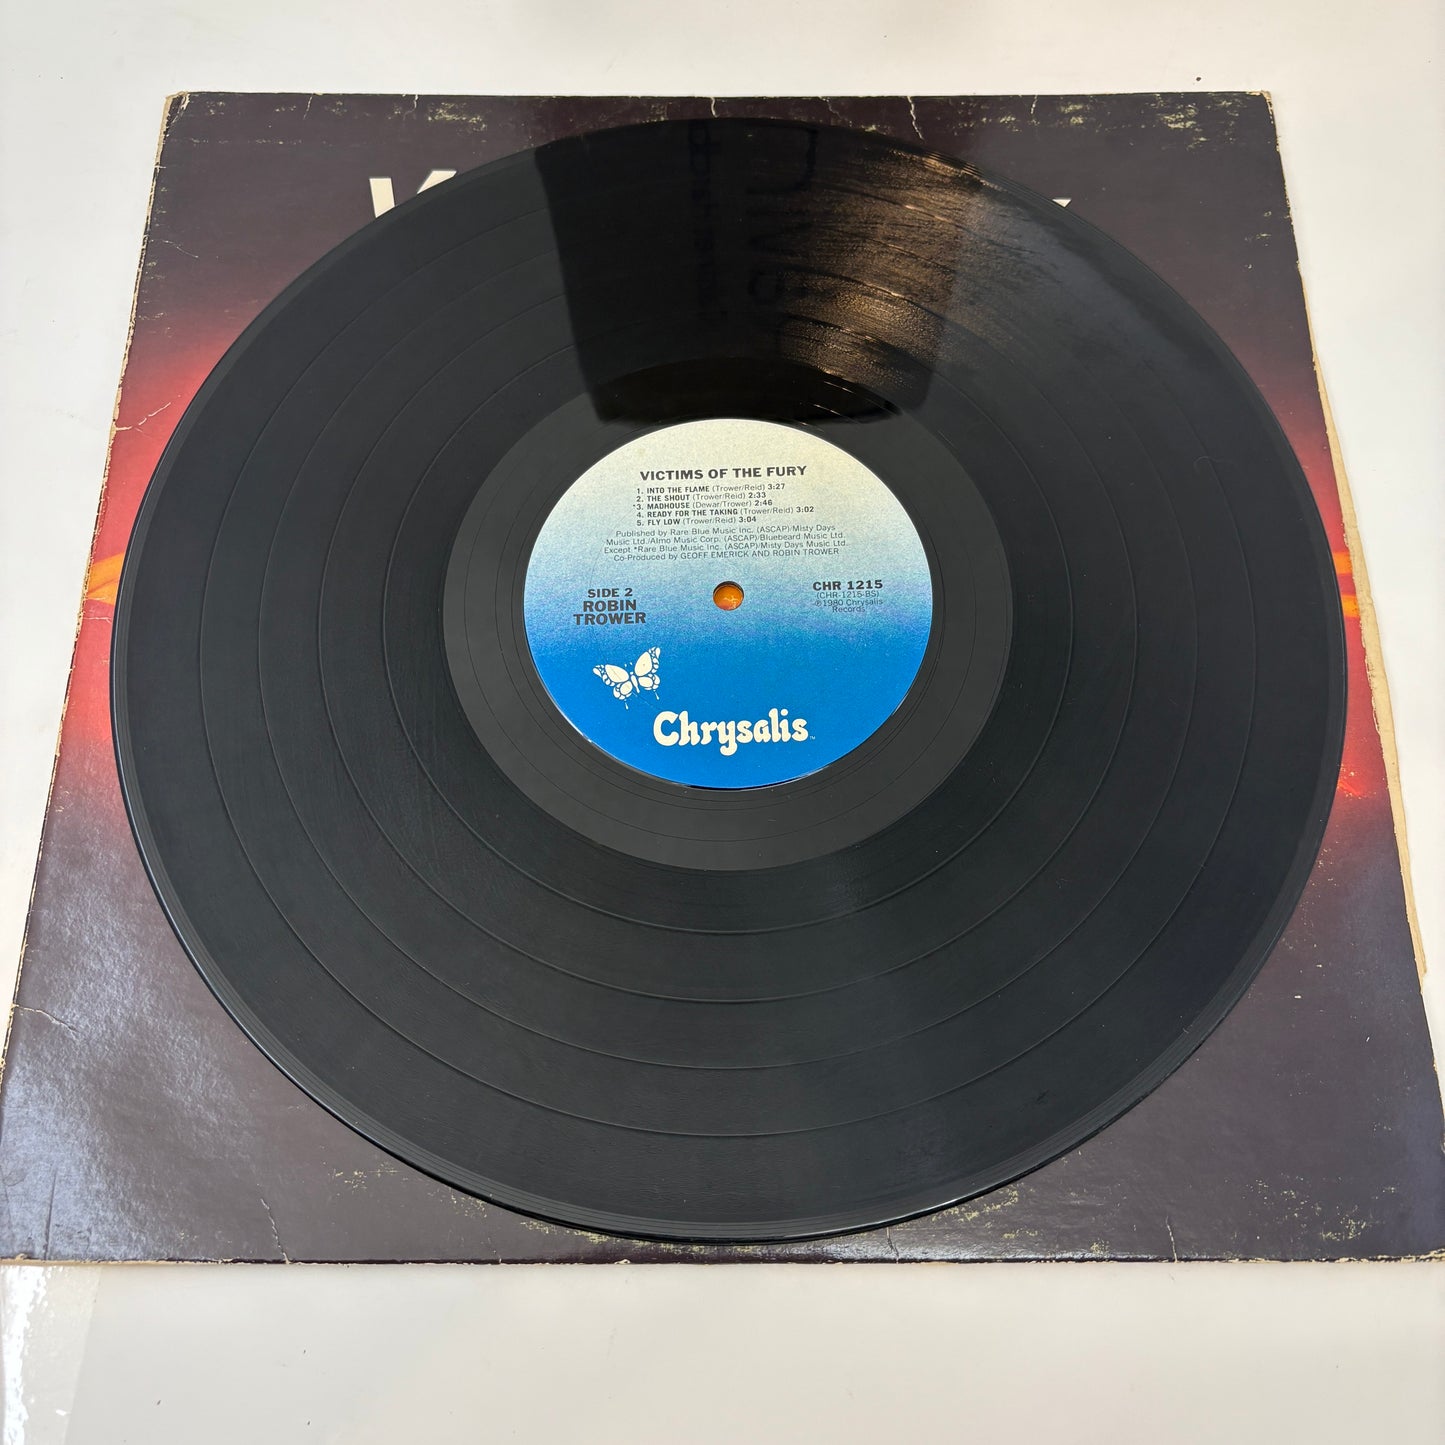 VICTIMS OF THE FURY
1. INTO THE FLAME (Trower/Reid) 3:27
2. THE SHOUT (Trower/Reid) 2:33
*3. MADHOUSE (Dewar/Trower) 2:46
4. READY FOR THE TAKING (Trower/Reid) 3:02
5. FLY LOW (Trower/Reid) 3:04
Published by Rare Blue Music Inc. (ASCAP)/Misty Days
Music Ltd./Almo Music Corp. (ASCAP)/Bluebeard Music Ltd.
Except *Rare Blue Music Inc. (ASCAP)/Misty Days Music Ltd.
Co-Produced by GEOFF EMERICK AND ROBIN TROWER
SIDE 2
ROBIN
TROWER
CHR 1215
(CHR-1215-BS)
℗1980 Chrysalis
Records
Chrysalis™